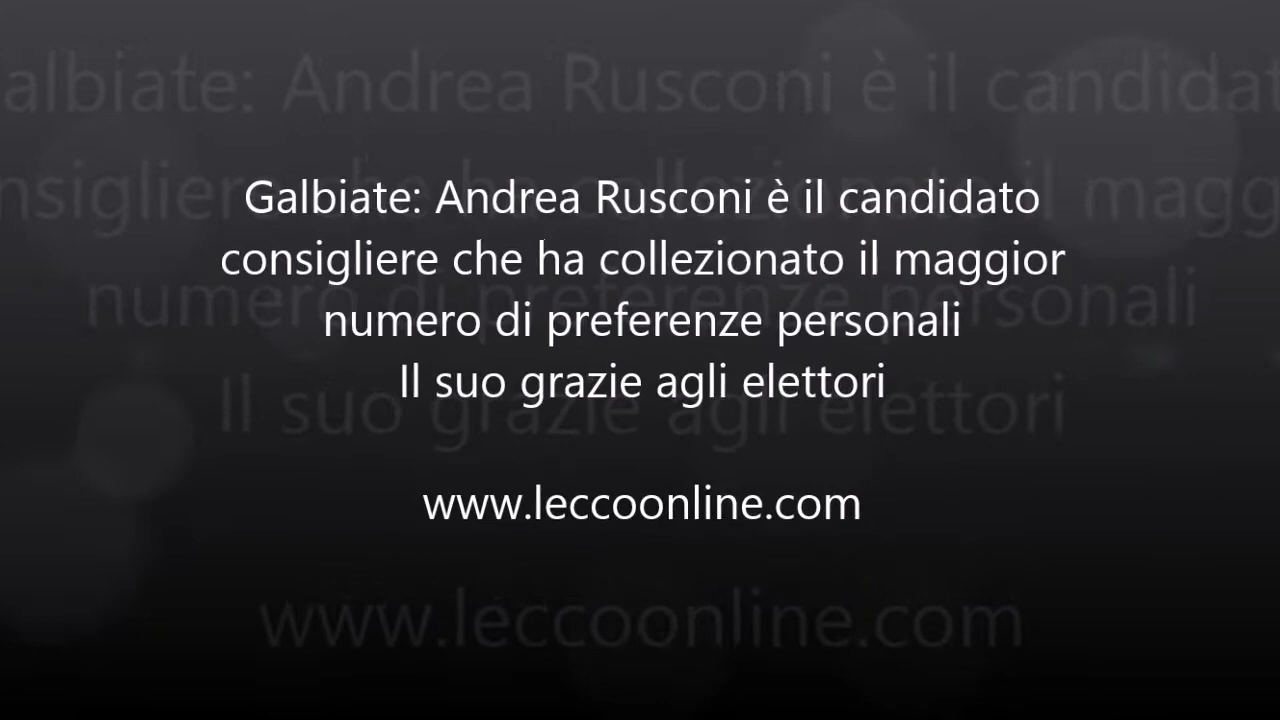 Galbiate: Andrea Rusconi è il candidato
consigliere che ha collezionato il maggior
numero di preferenze personali
Il suo grazie agli elettori
www.leccoonline.com